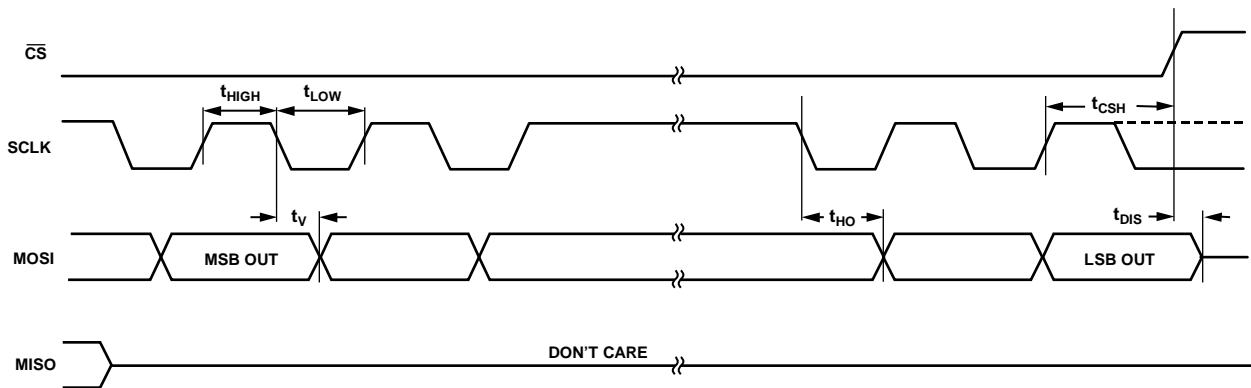 CS
tHIGH
tLOW
tCSH
SCLK
tV
tHO
tDIS
MOSI
MSB OUT
LSB OUT
MISO
DON'T CARE